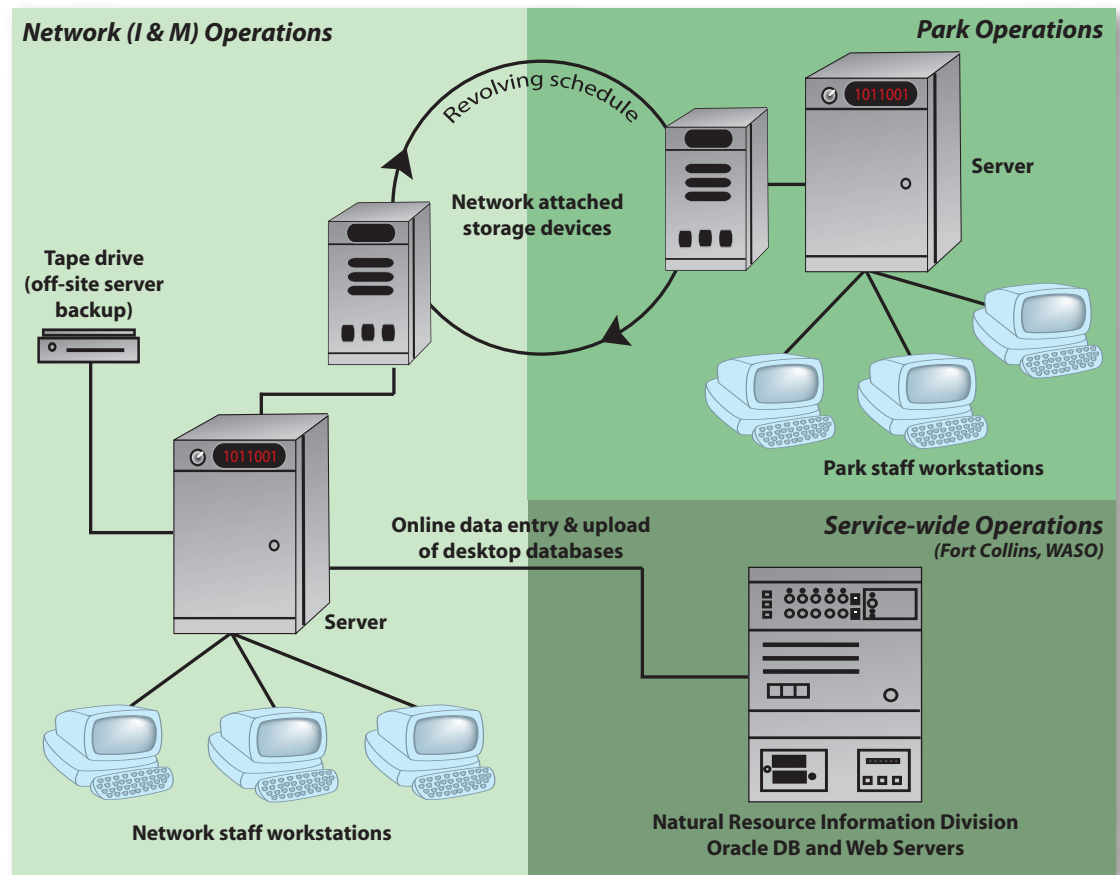 Network (I & M) Operations
Park Operations
Revolving schedule
1011001
Server
Network attached
storage devices
Tape drive
(off-site server
backup)
Park staff workstations
1011001
Online data entry & upload
of desktop databases
Service-wide Operations
(Fort Collins, WASO)
Server
Network staff workstations
Natural Resource Information Division
Oracle DB and Web Servers